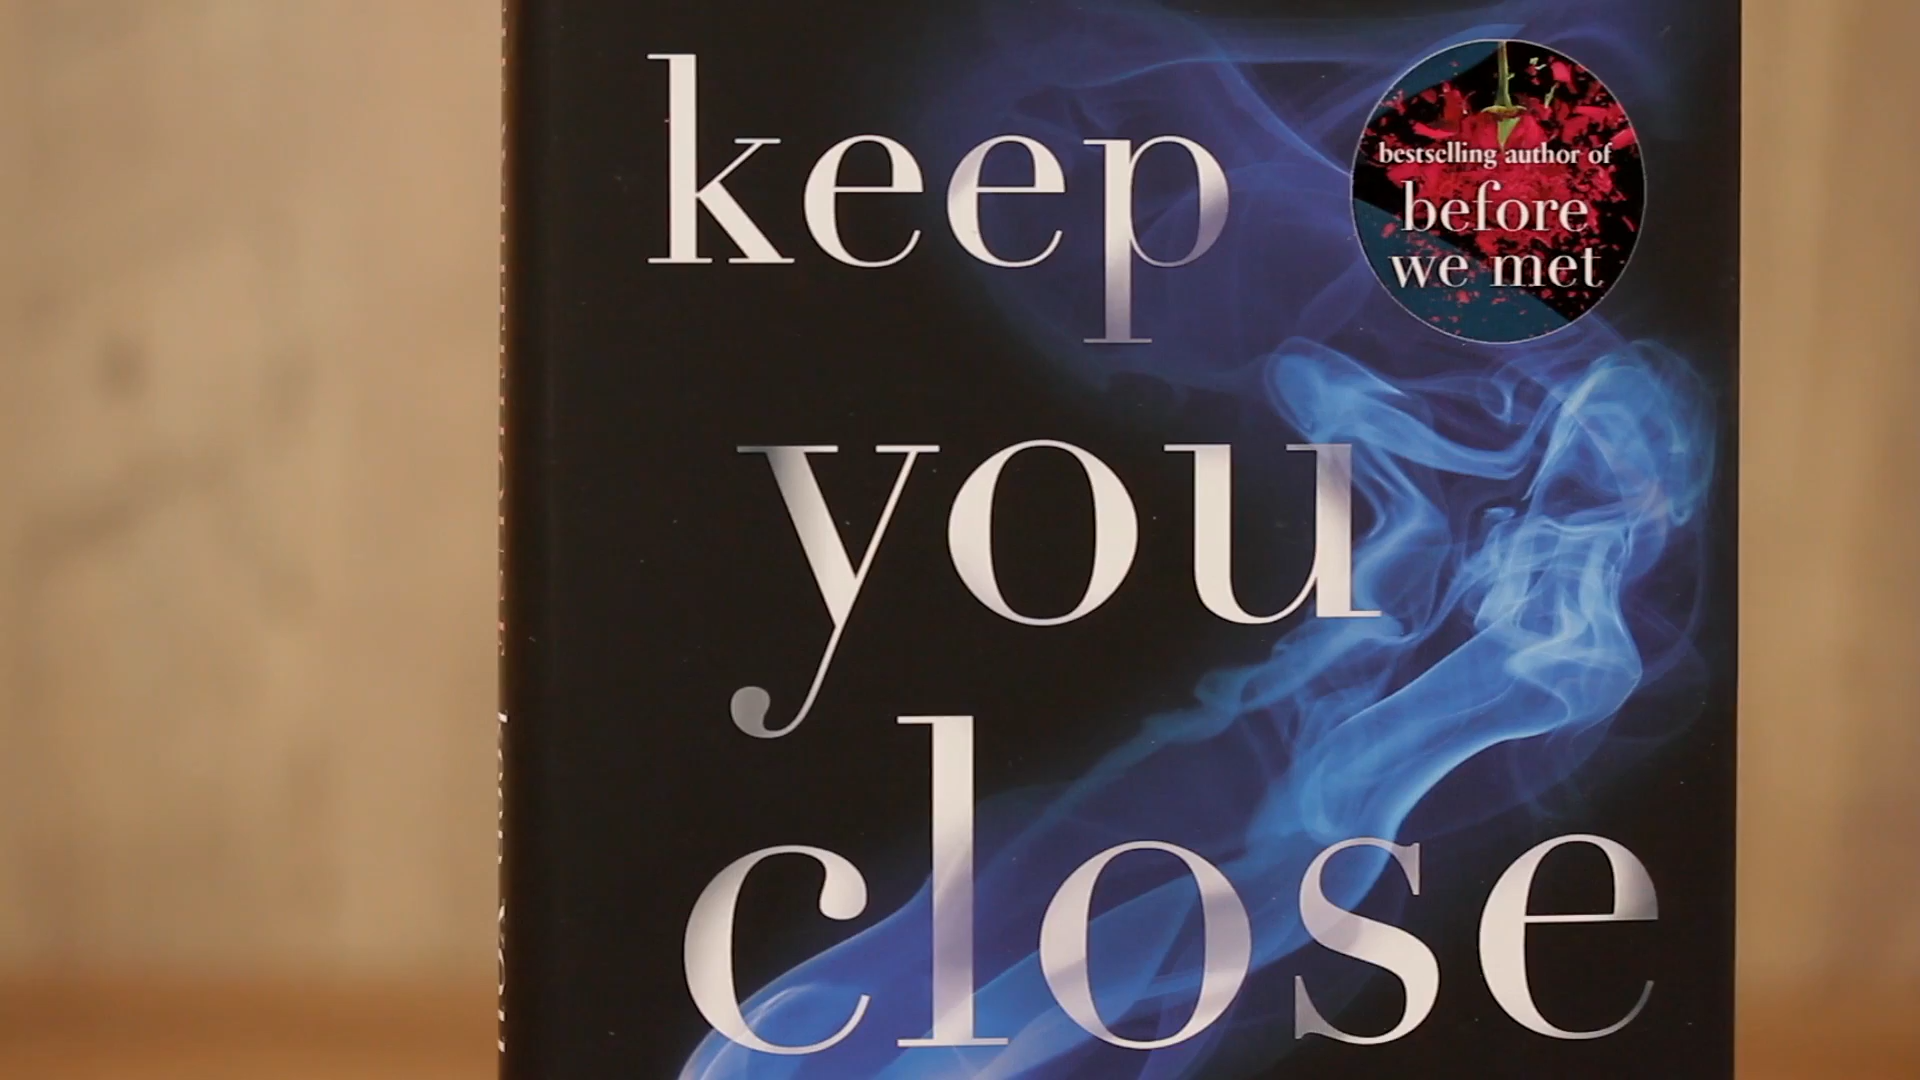 keep
you
close
bestselling author of
before
we met